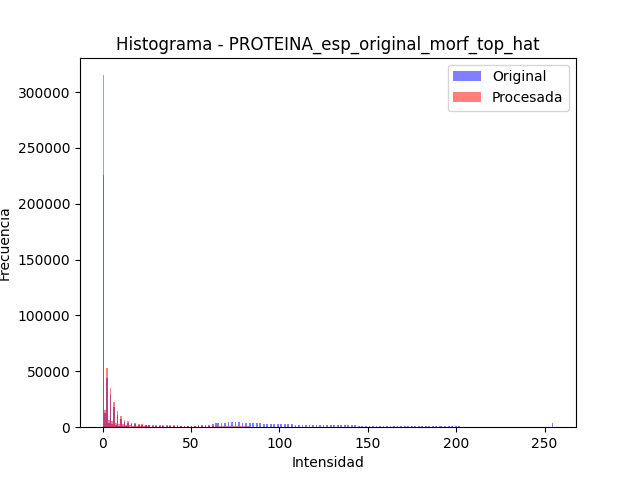 Histograma - PROTEINA_esp_original_morf_top_hat
Original
Procesada
300000
250000
200000
150000
100000
50000
0
Frecuencia
0 50 100 150 200 250
Intensidad